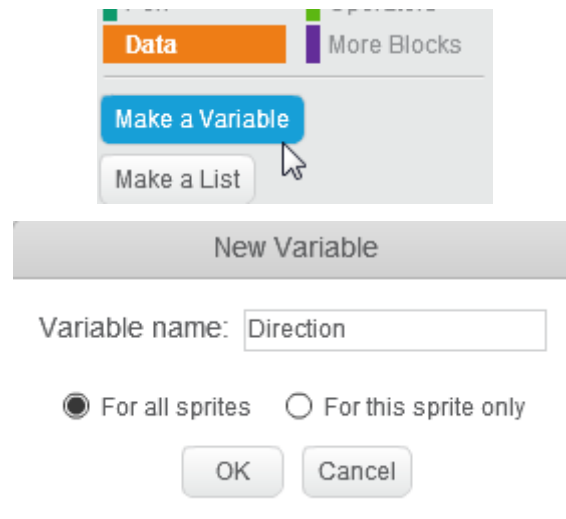 Data More Blocks
Make a Variable
Make a List
New Variable
Variable name: Direction
For all sprites For this sprite only
OK Cancel